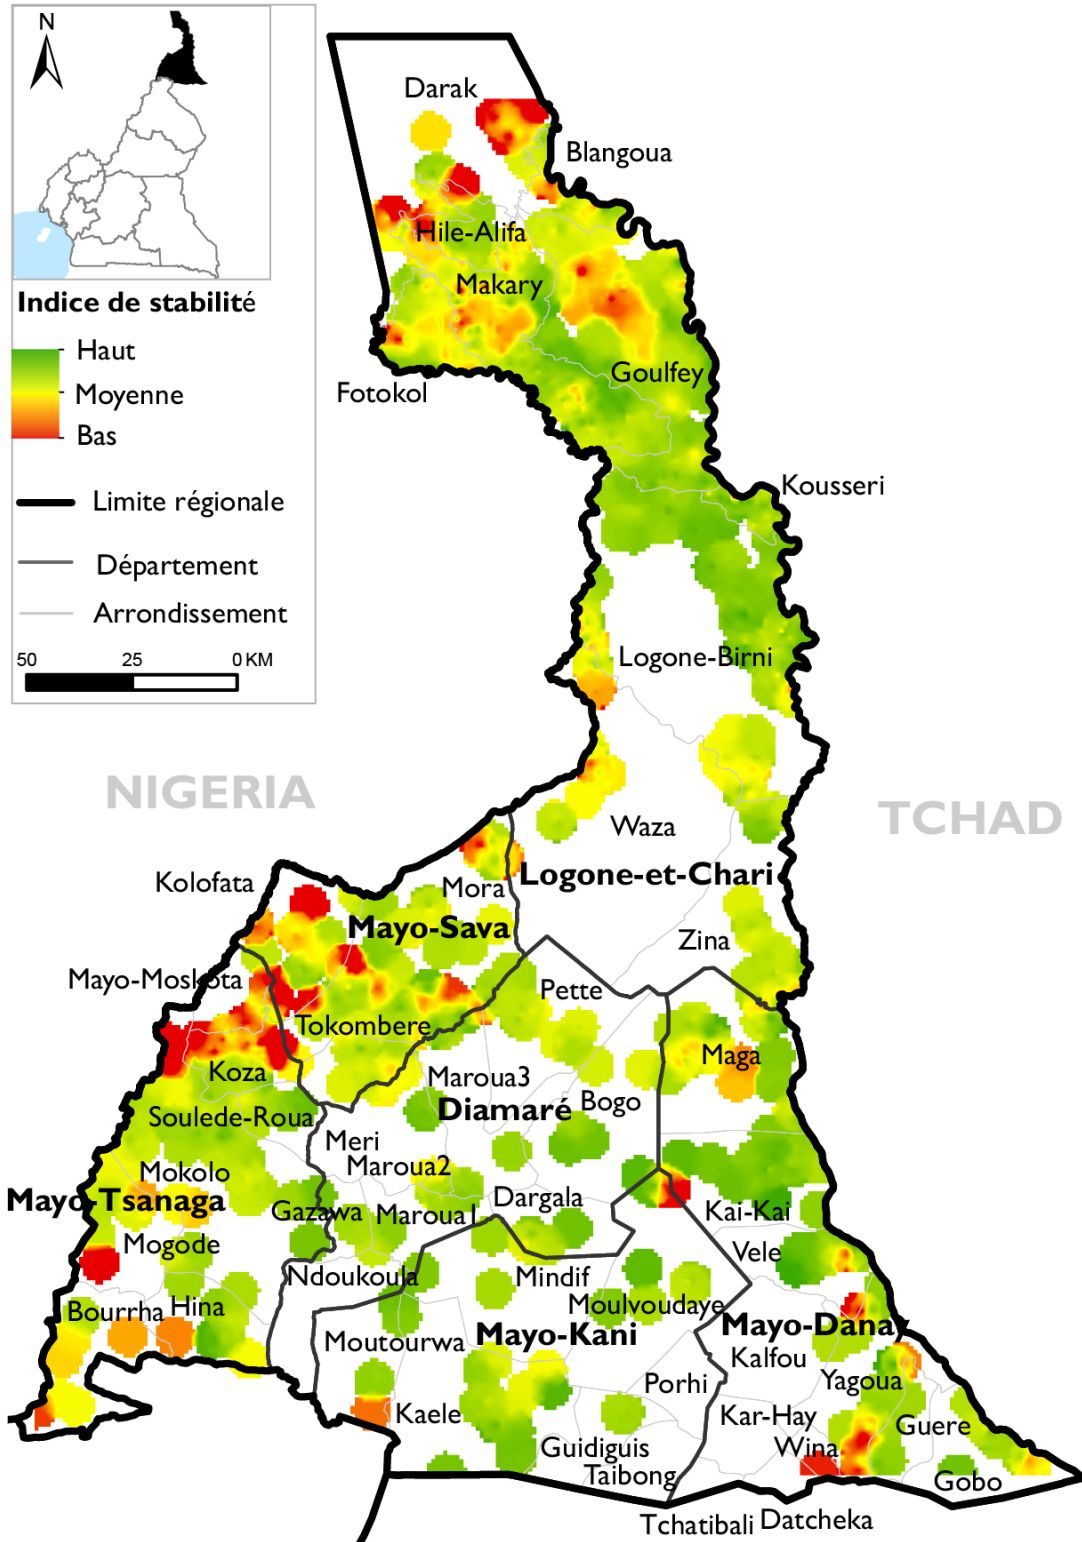 N
Indice de stabilité
Haut
Moyenne
Bas
Limite régionale
Département
Arrondissement
50 25 0 KM
Darak
Blangoua
Hile-Alifa
Makary
Goulfey
Fotokol
Kousseri
Logone-Birni
NIGERIA
TCHAD
Waza
Logone-et-Chari
Kolofata
Mora
Mayo-Sava
Zina
Mayo-Moskota
Pette
Tokombere
Maga
Koza
Maroua3
Diamaré
Bogo
Soulede-Roua
Meri
Maroua2
Mokolo
Mayo-Tsanaga
Dargala
Gazawa
Maroua1
Kai-Kai
Mogode
Vele
Ndoukoula
Mindif
Bourrha
Hina
Moulvoudaye
Moutourwa
Mayo-Kani
Mayo-Danay
Kalfou
Yagoua
Porhi
Kaele
Kar-Hay
Guere
Guidiguis
Wina
Taibong
Gobo
Tchatibali
Datcheka